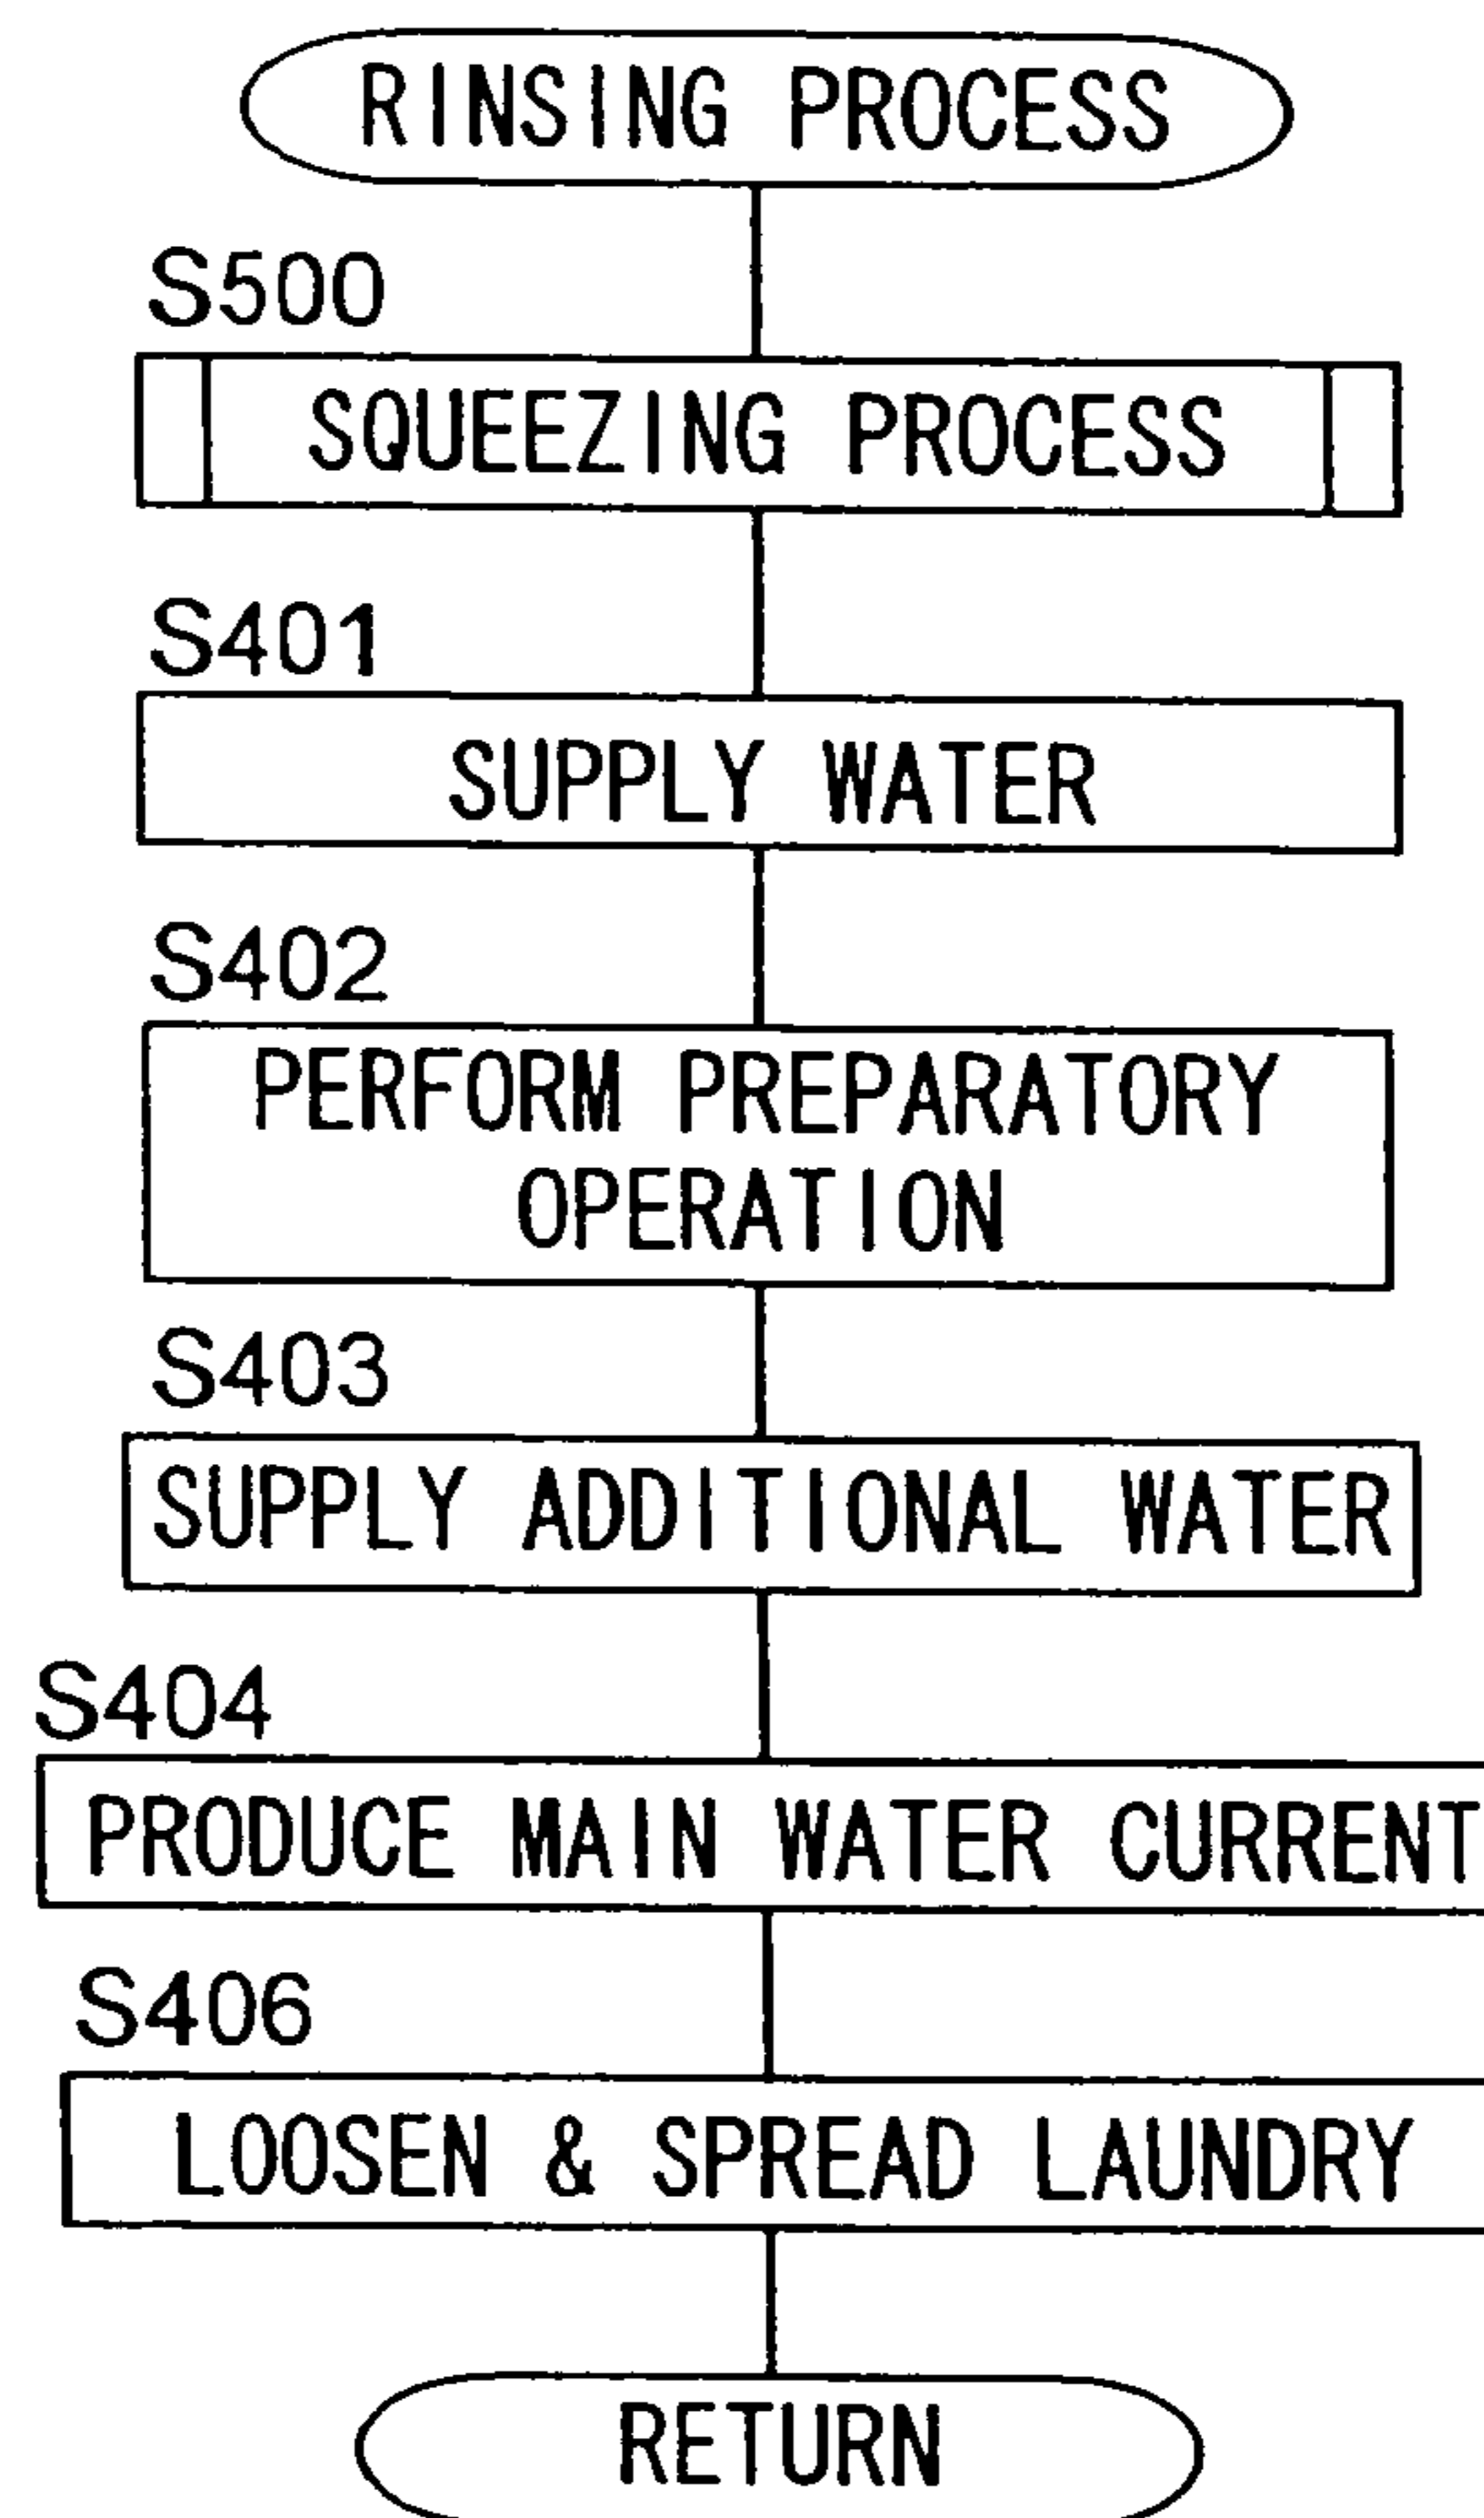 RINSING PROCESS
S500
SQUEEZING PROCESS
S401
SUPPLY WATER
S402
PERFORM PREPARATORY
OPERATION
S403
SUPPLY ADDITIONAL WATER
S404
PRODUCE MAIN WATER CURRENT
S406
LOOSEN & SPREAD LAUNDRY
RETURN